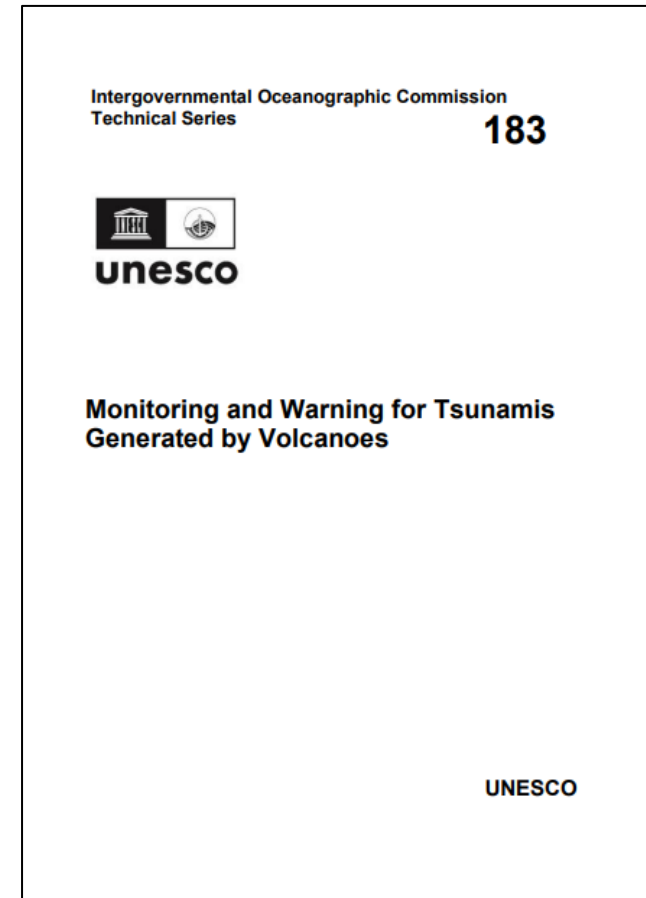 Intergovernmental Oceanographic Commission
Technical Series
183
unesco
Monitoring and Warning for Tsunamis
Generated by Volcanoes
UNESCO